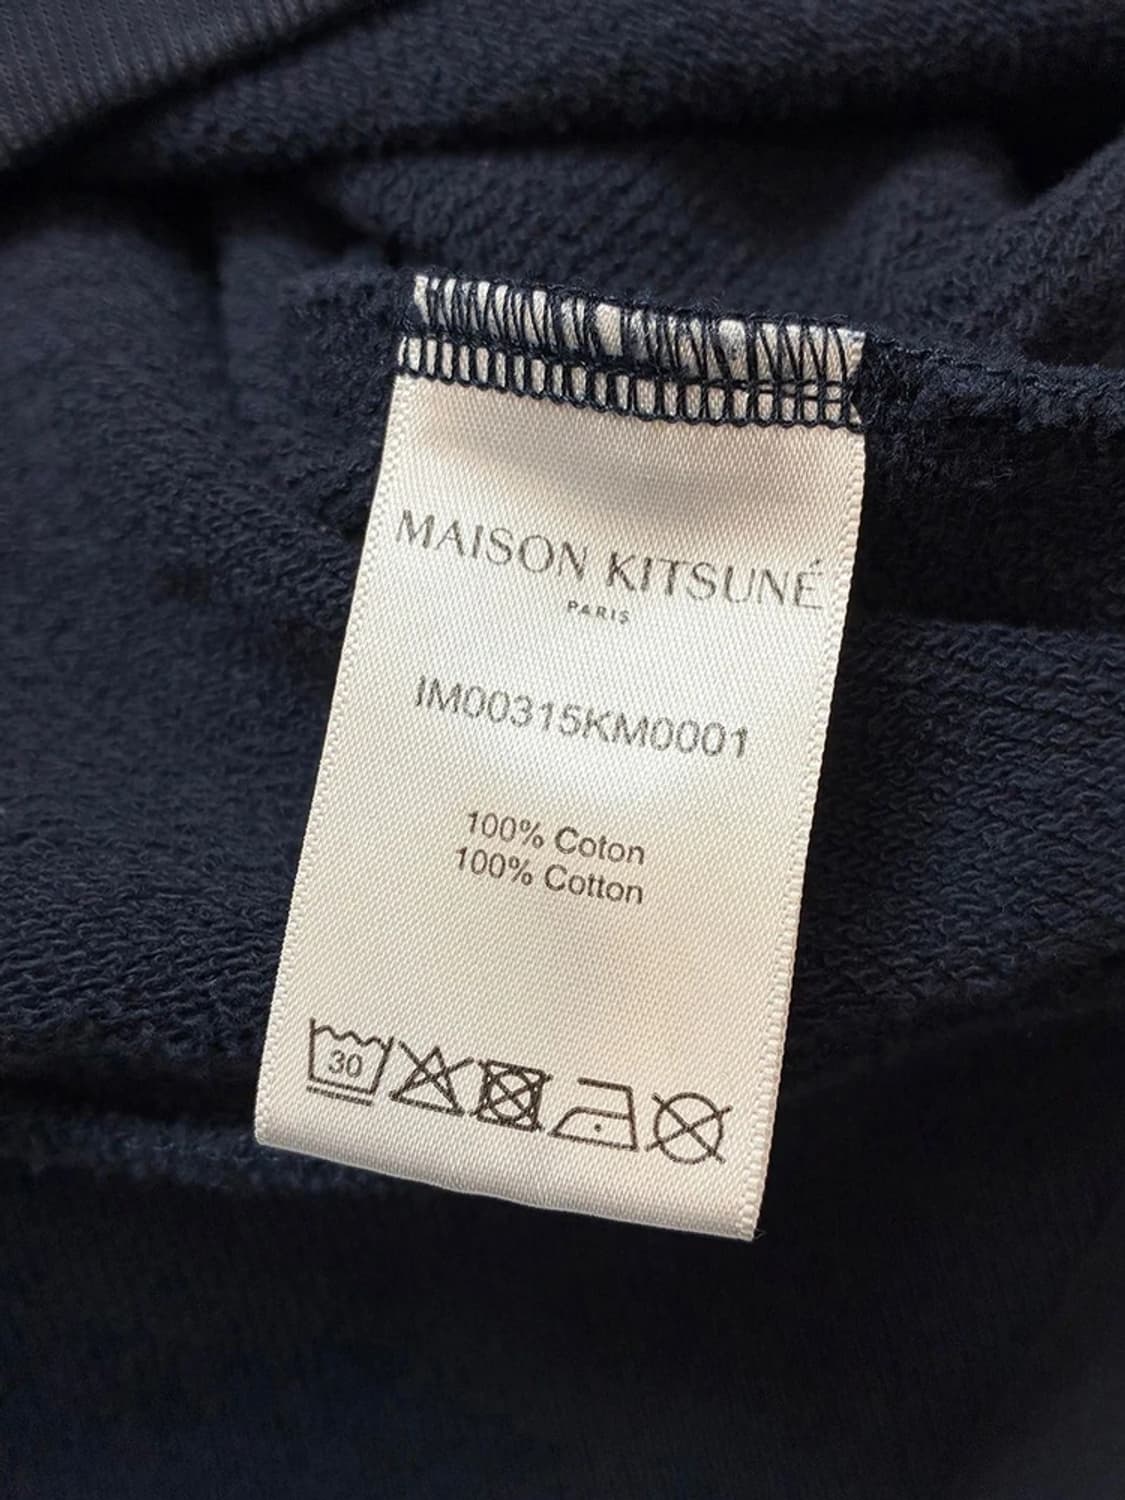 MAISON KITSUNÉ
PARIS
IM00315KM0001
100% Coton
100% Cotton
30